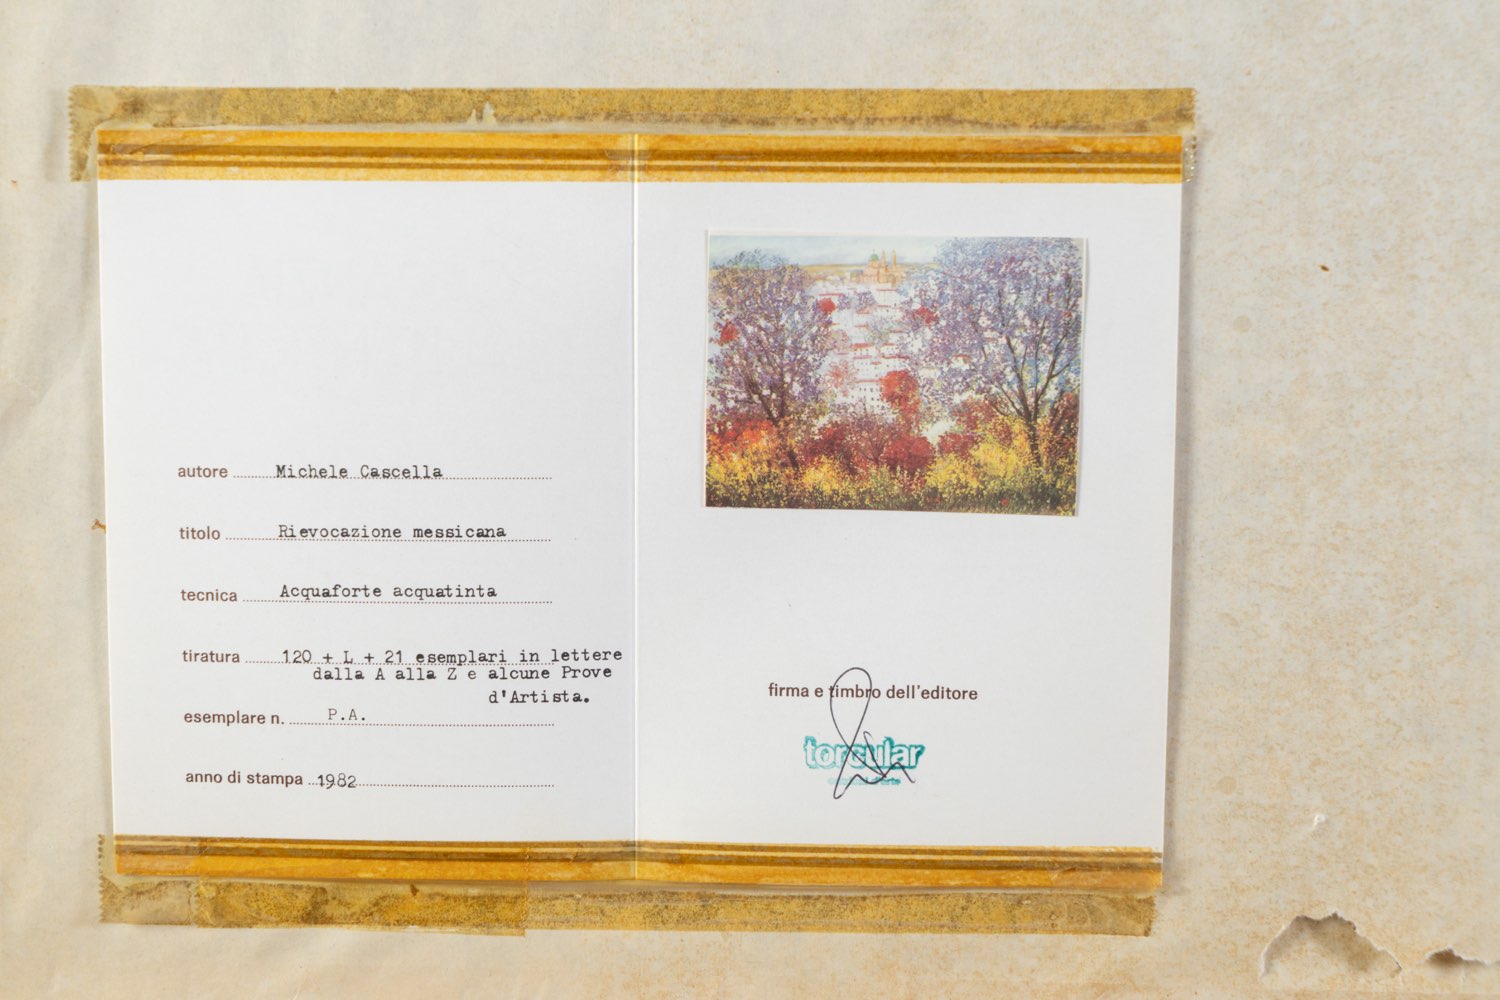 autore Michele Cascella
titolo Rievocazione messicana
tecnica Acquaforte acquatinta
tiratura 120 + L + 21 esemplari in lettere
dalla A alla Z e alcune Prove
d'Artista.
esemplare n. P.A.
anno di stampa 1982
firma e timbro dell'editore
torcular